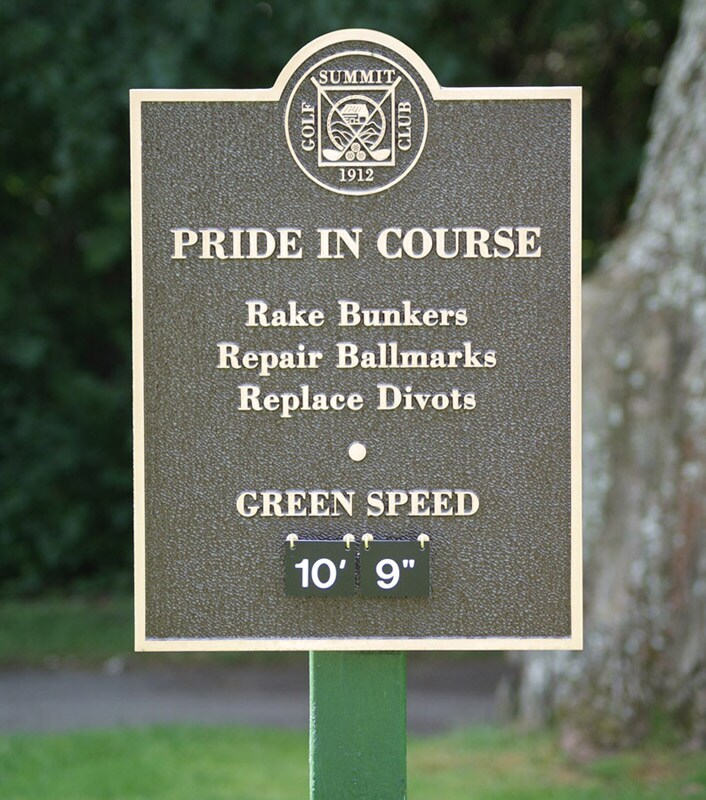 SUMMIT
GOLF CLUB
1912
PRIDE IN COURSE
Rake Bunkers
Repair Ballmarks
Replace Divots
GREEN SPEED
10' 9"